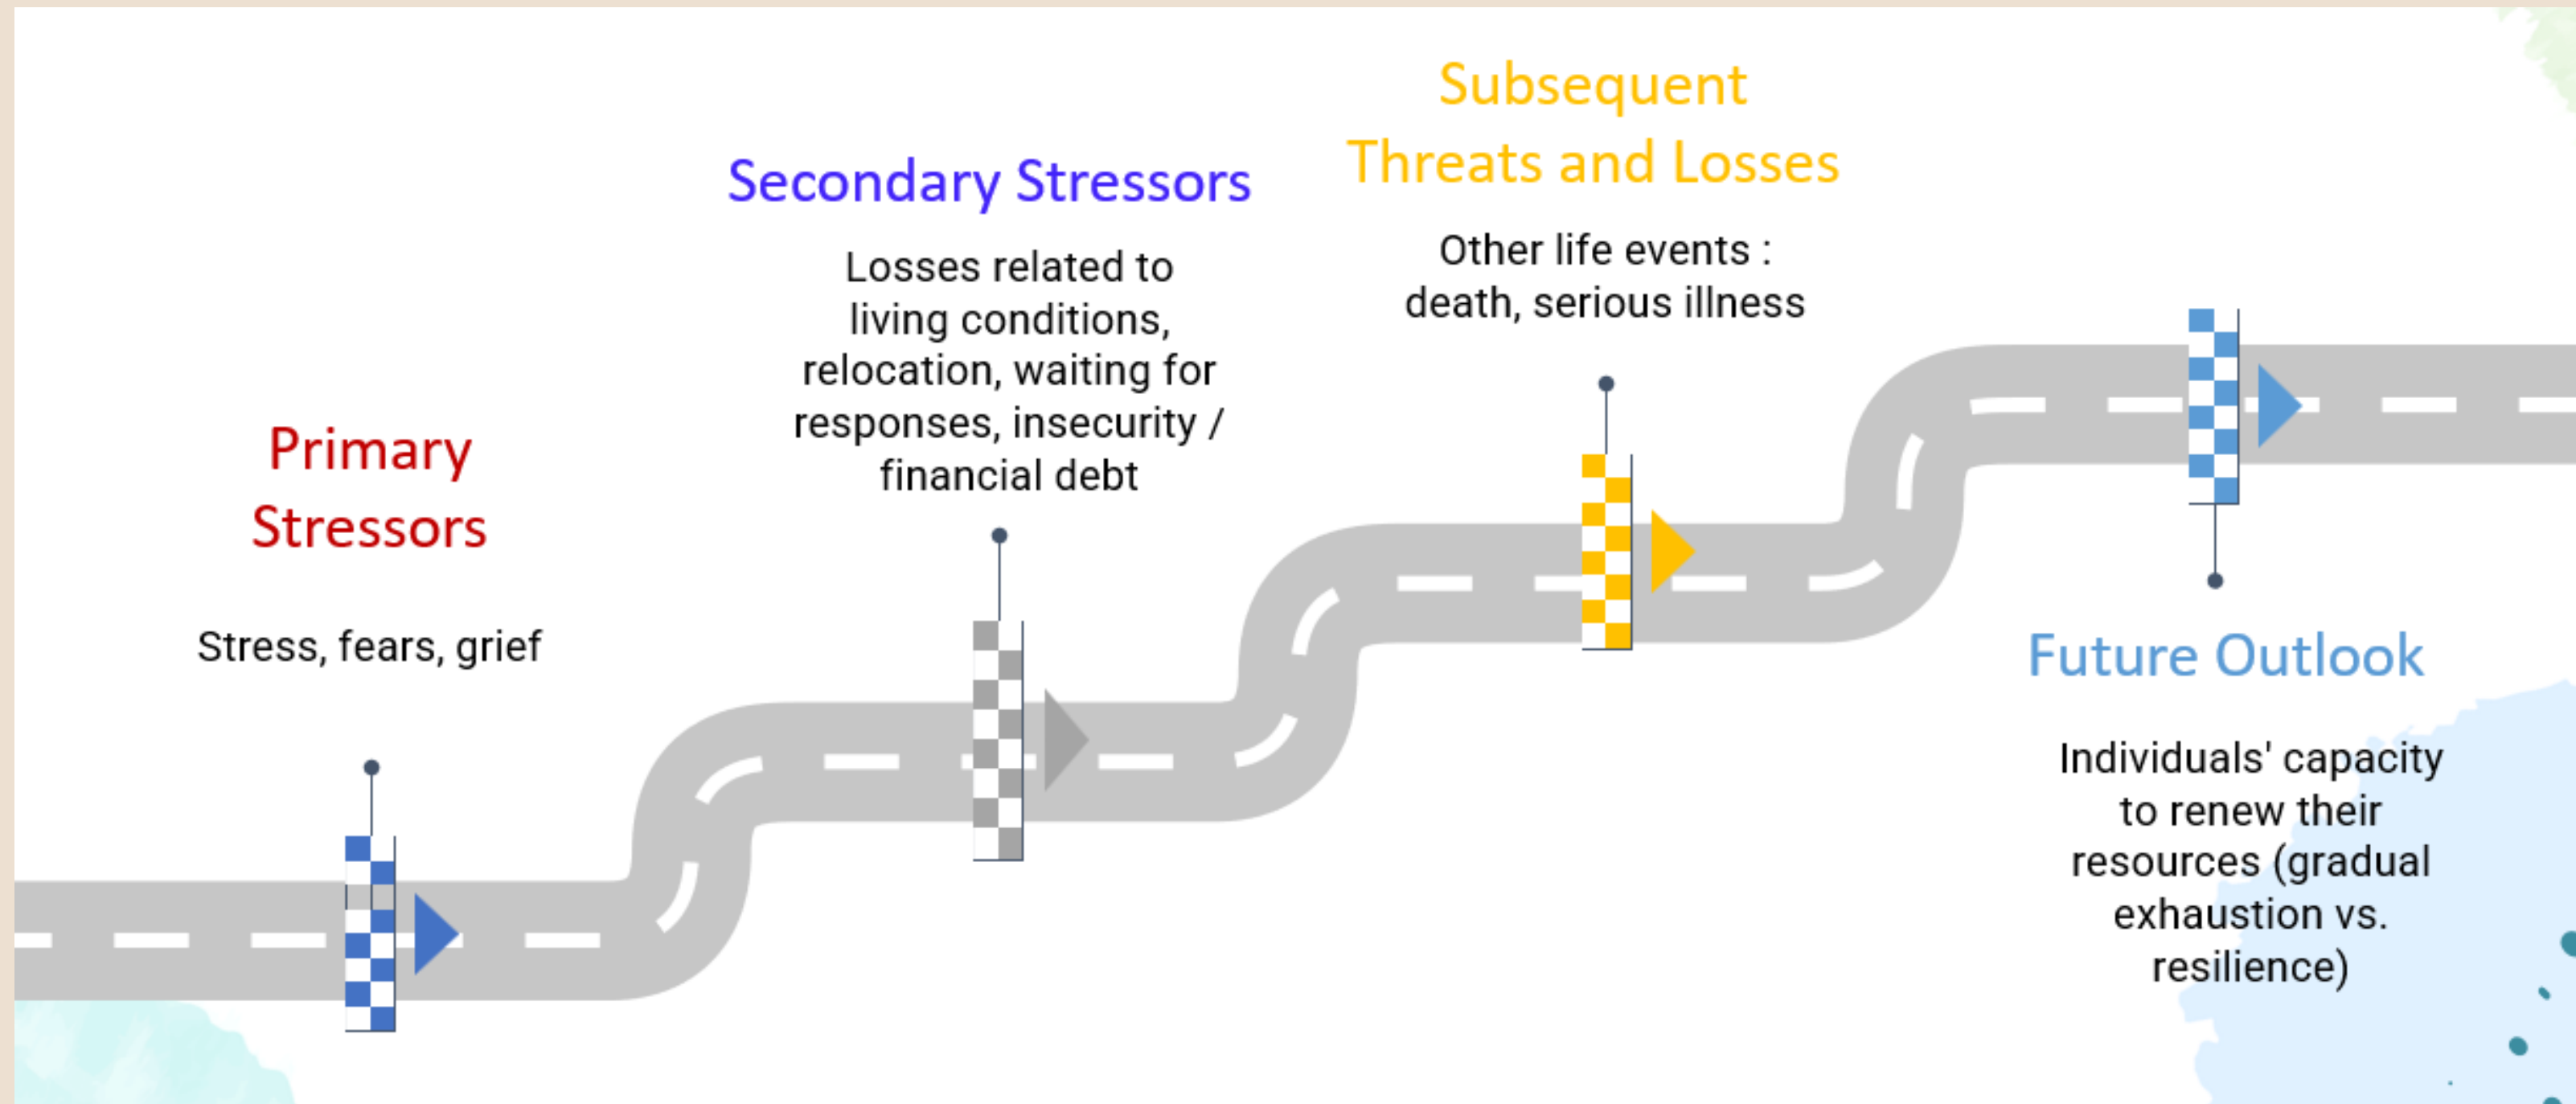 Primary
Stressors
Stress, fears, grief
Secondary Stressors
Losses related to
living conditions,
relocation, waiting for
responses, insecurity /
financial debt
Subsequent
Threats and Losses
Other life events :
death, serious illness
Future Outlook
Individuals' capacity
to renew their
resources (gradual
exhaustion vs.
resilience)